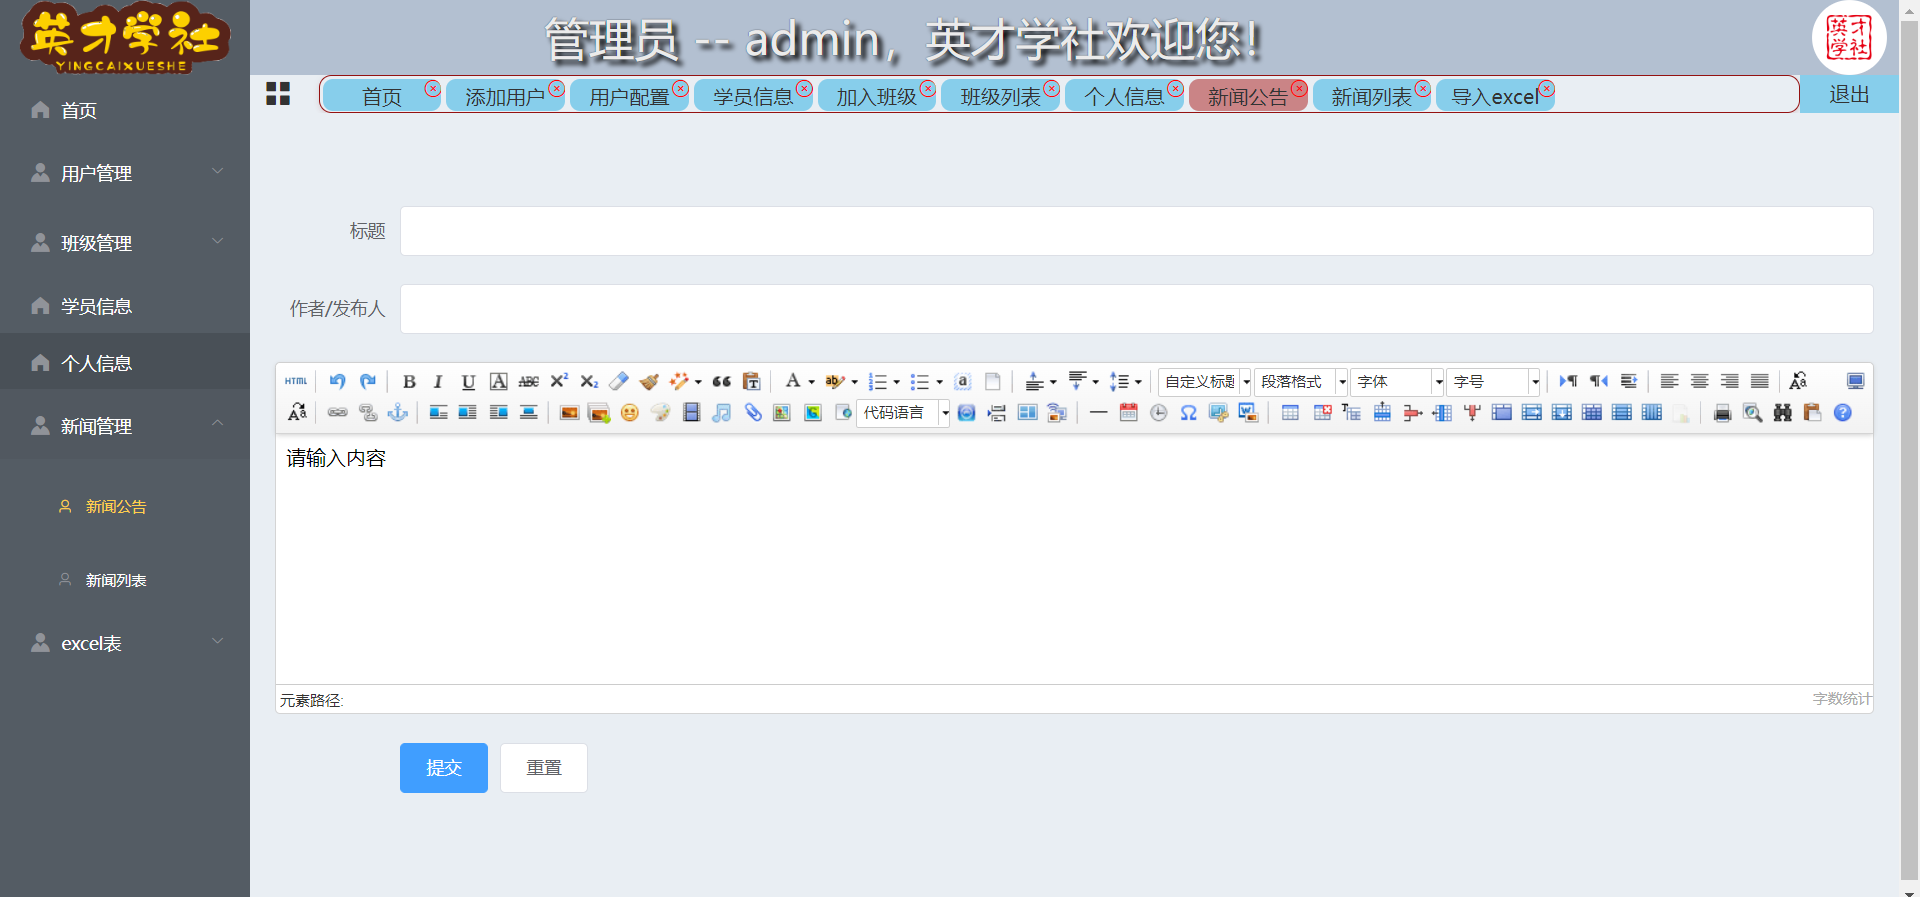 英才学社
YINGCAIXUESHE
管理员 -- admin，英才学社欢迎您！
英才学社
首页
添加用户
用户配置
学员信息
加入班级
班级列表
个人信息
新闻公告
新闻列表
导入excel
退出
首页
用户管理
班级管理
学员信息
个人信息
新闻管理
新闻公告
新闻列表
excel表
标题
作者/发布人
HTML
自定义标题
段落格式
字体
字号
代码语言
请输入内容
元素路径:
字数统计
提交
重置